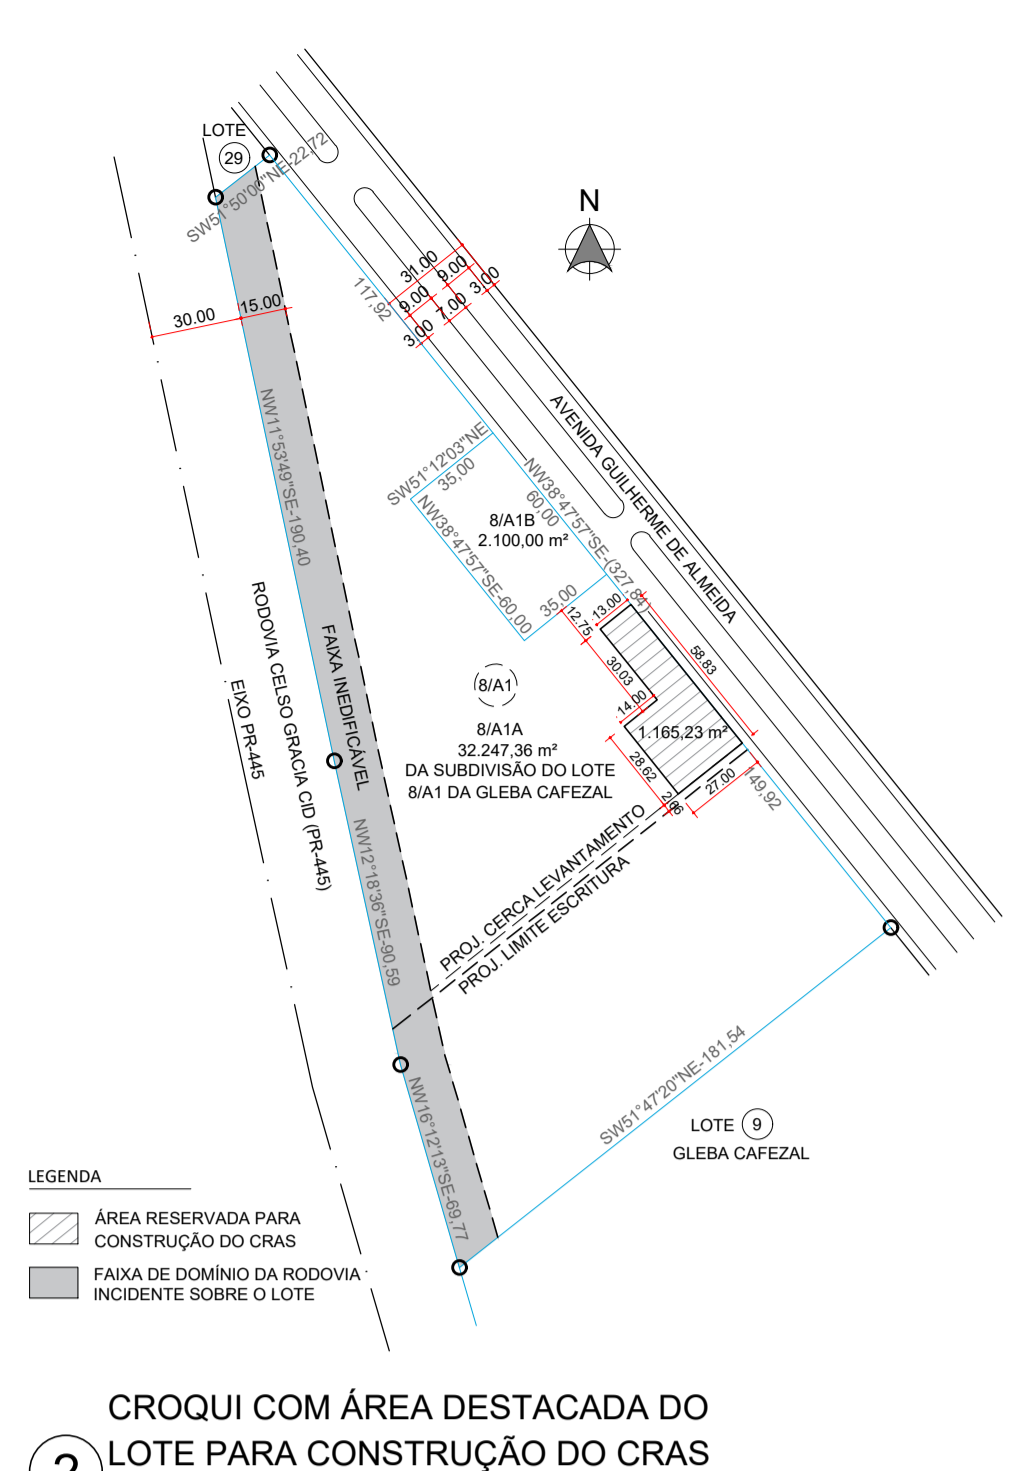 LOTE
29
SW51°50'00"NE-22,72
N
31.00
9.00
3.00
9.00
7.00
3.00
117,92
30.00
15.00
NW11°53'49"SE-190,40
AVENIDA GUILHERME DE ALMEIDA
SW51°12'03"NE
35,00
NW38°47'57"SE-(327,84)
60,00
8/A1B
2.100,00 m²
NW38°47'57"SE-60,00
35,00
12.75
13.00
58.83
30.03
14.00
1.165,23 m²
28.62
27.00
149,92
RODOVIA CELSO GRACIA CID (PR-445)
EIXO PR-445
FAIXA INEDIFICÁVEL
8/A1
8/A1A
32.247,36 m²
DA SUBDIVISÃO DO LOTE
8/A1 DA GLEBA CAFEZAL
PROJ. CERCA LEVANTAMENTO
PROJ. LIMITE ESCRITURA
NW12°18'36"SE-90,59
NW16°12'13"SE-69,77
SW51°47'20"NE-181,54
LOTE 9
GLEBA CAFEZAL
LEGENDA
ÁREA RESERVADA PARA
CONSTRUÇÃO DO CRAS
FAIXA DE DOMÍNIO DA RODOVIA
INCIDENTE SOBRE O LOTE
CROQUI COM ÁREA DESTACADA DO
2 LOTE PARA CONSTRUÇÃO DO CRAS